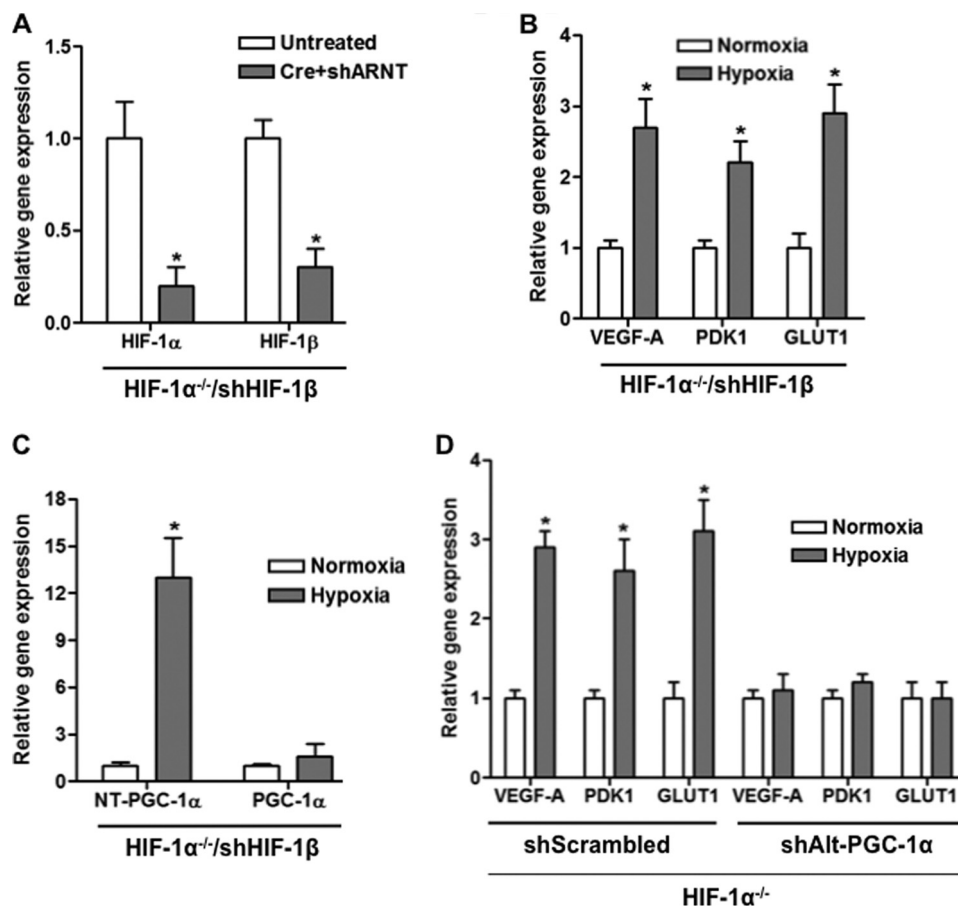 A
Relative gene expression
1.5
1.0
0.5
0.0
Untreated
Cre+shARNT
*
*
HIF-1α
HIF-1β
HIF-1α-/-/shHIF-1β
B
Relative gene expression
4
3
2
1
0
Normoxia
Hypoxia
*
*
*
VEGF-A
PDK1
GLUT1
HIF-1α-/-/shHIF-1β
C
Relative gene expression
18
15
12
9
6
3
0
*
Normoxia
Hypoxia
NT-PGC-1α
PGC-1α
HIF-1α-/-/shHIF-1β
D
Relative gene expression
4
3
2
1
0
*
*
*
Normoxia
Hypoxia
VEGF-A
PDK1
GLUT1
VEGF-A
PDK1
GLUT1
shScrambled
shAlt-PGC-1α
HIF-1α-/-